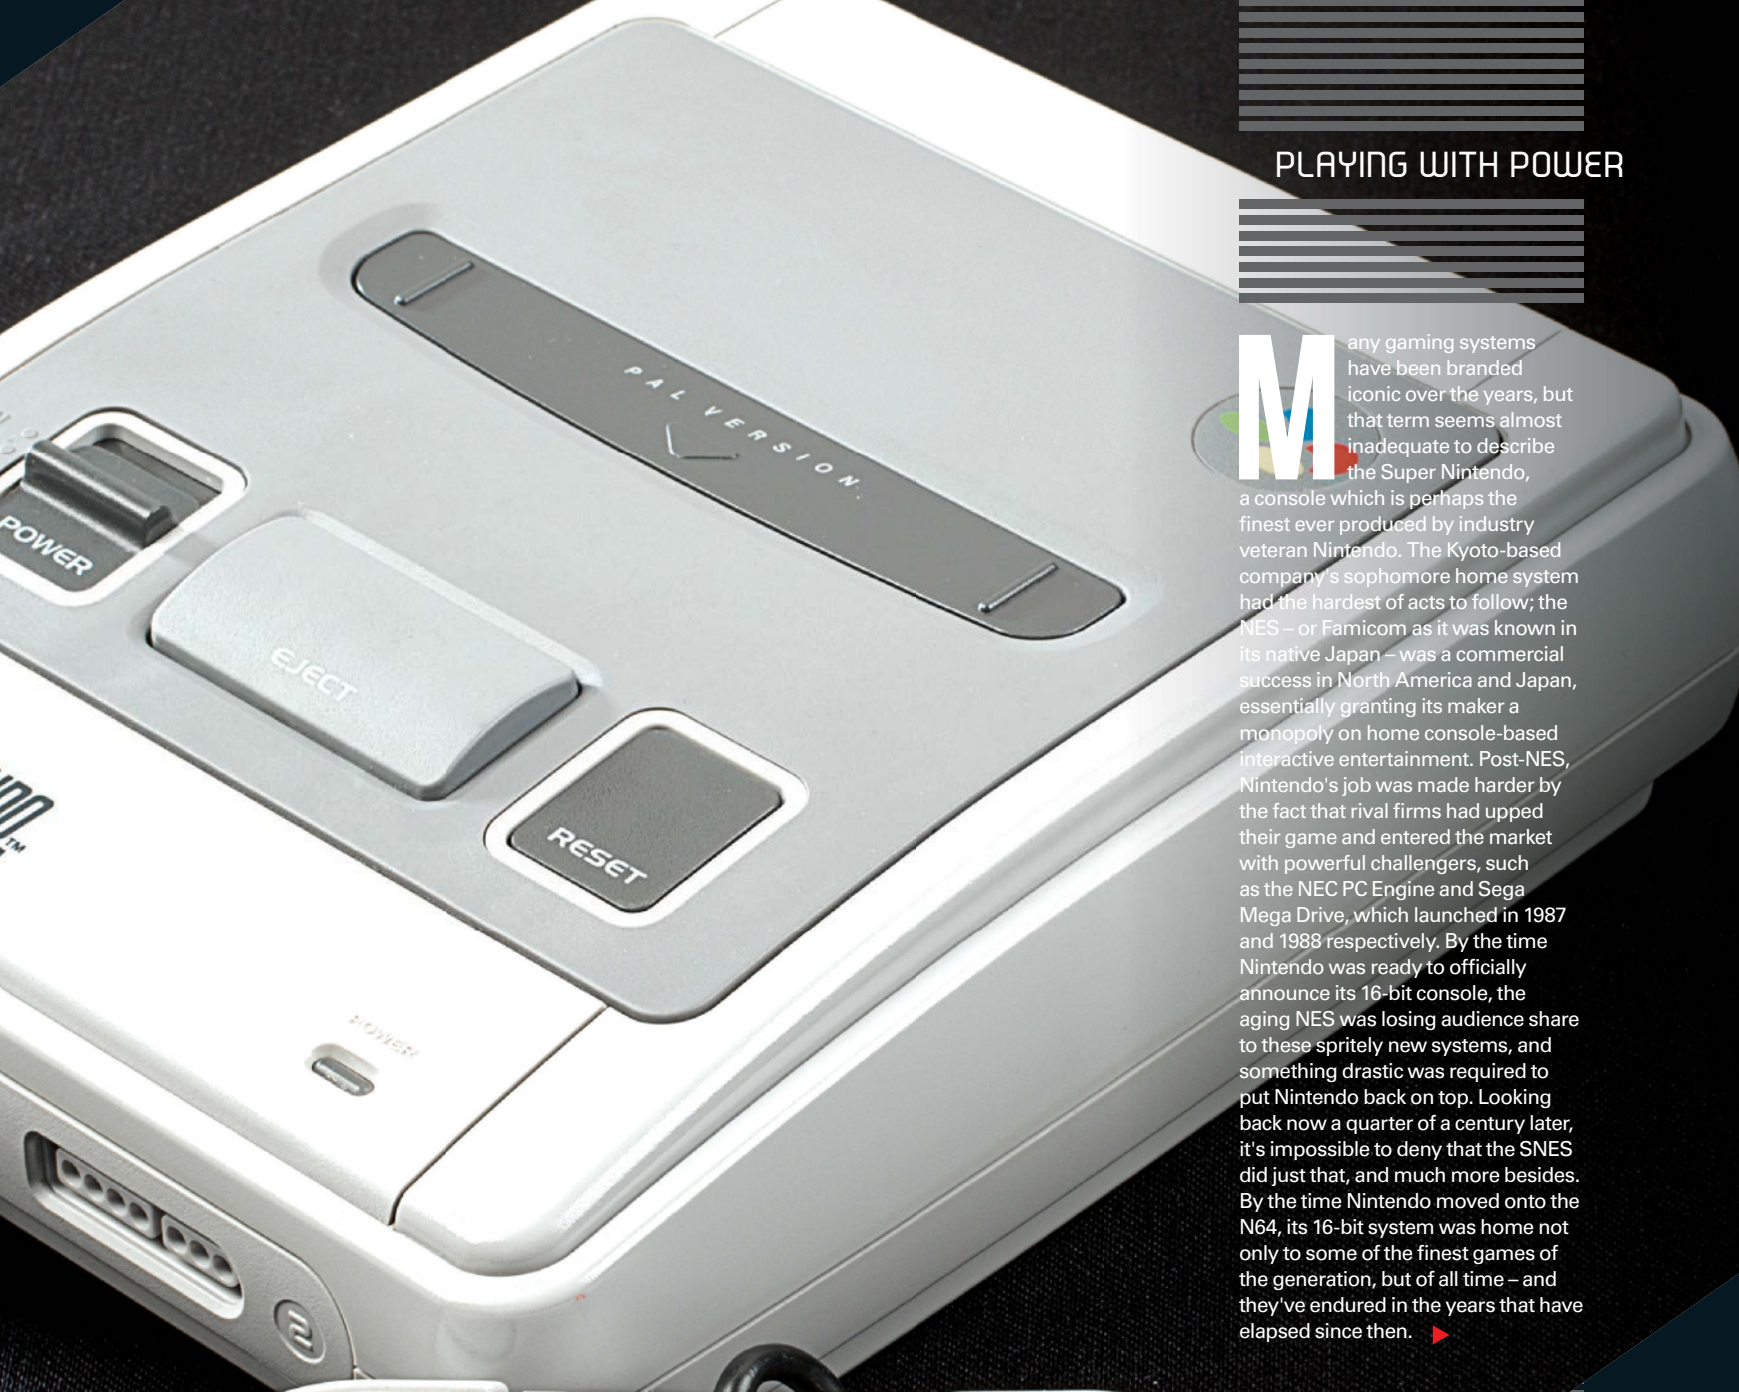 PLAYING WITH POWER
Many gaming systems
have been branded
iconic over the years, but
that term seems almost
inadequate to describe
the Super Nintendo,
a console which is perhaps the
finest ever produced by industry
veteran Nintendo. The Kyoto-based
company's sophomore home system
had the hardest of acts to follow; the
NES – or Famicom as it was known in
its native Japan – was a commercial
success in North America and Japan,
essentially granting its maker a
monopoly on home console-based
interactive entertainment. Post-NES,
Nintendo's job was made harder by
the fact that rival firms had upped
their game and entered the market
with powerful challengers, such
as the NEC PC Engine and Sega
Mega Drive, which launched in 1987
and 1988 respectively. By the time
Nintendo was ready to officially
announce its 16-bit console, the
aging NES was losing audience share
to these spritely new systems, and
something drastic was required to
put Nintendo back on top. Looking
back now a quarter of a century later,
it's impossible to deny that the SNES
did just that, and much more besides.
By the time Nintendo moved onto the
N64, its 16-bit system was home not
only to some of the finest games of
the generation, but of all time – and
they've endured in the years that have
elapsed since then.
PAL VERSION
POWER
EJECT
RESET
TM
POWER
2